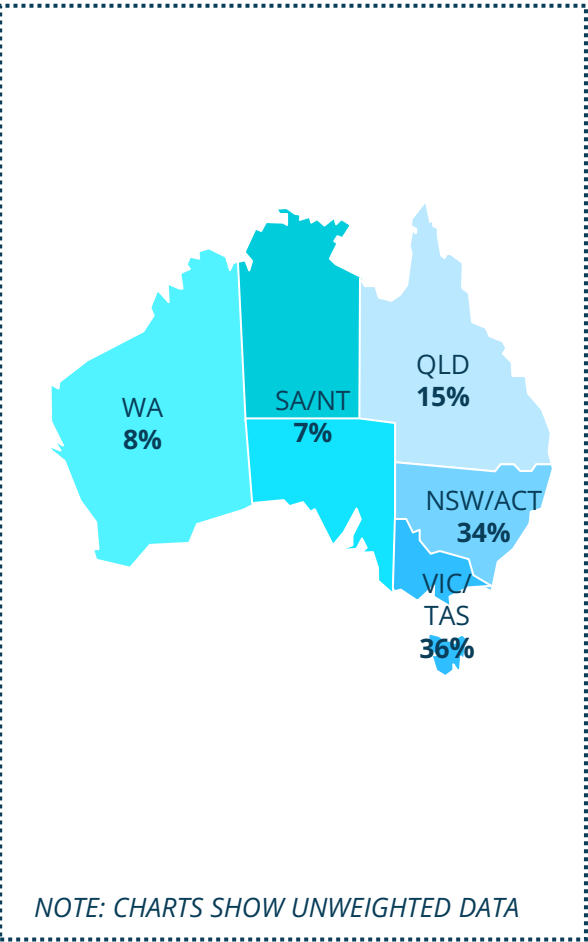 QLD
15%
SA/NT
7%
WA
8%
NSW/ACT
34%
VIC/
TAS
36%
NOTE: CHARTS SHOW UNWEIGHTED DATA